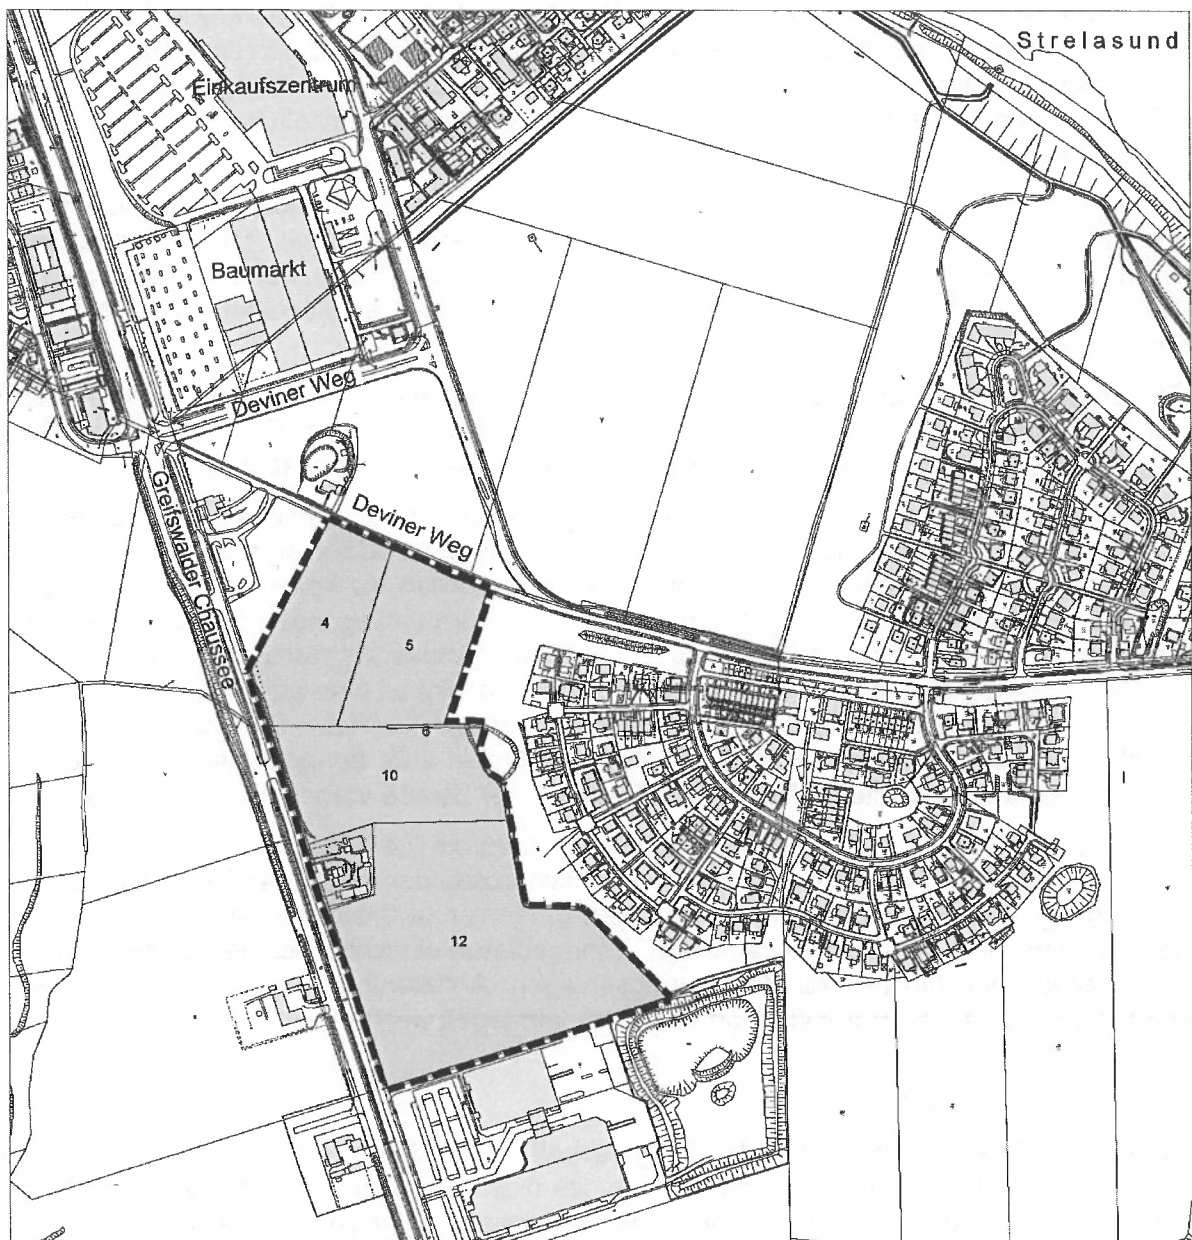 Strelasund
Einkaufszentrum
Baumarkt
Deviner Weg
Deviner Weg
Greifswalder Chaussee
4
5
6
10
12